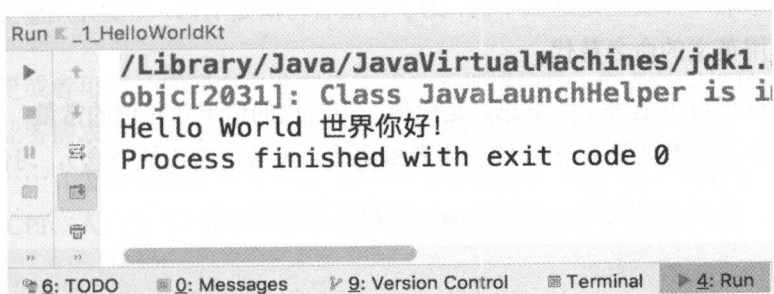 Run _1_HelloWorldKt
/Library/Java/JavaVirtualMachines/jdk1.
objc[2031]: Class JavaLaunchHelper is
Hello World 世界你好!
Process finished with exit code 0
6: TODO 0: Messages 9: Version Control Terminal 4: Run